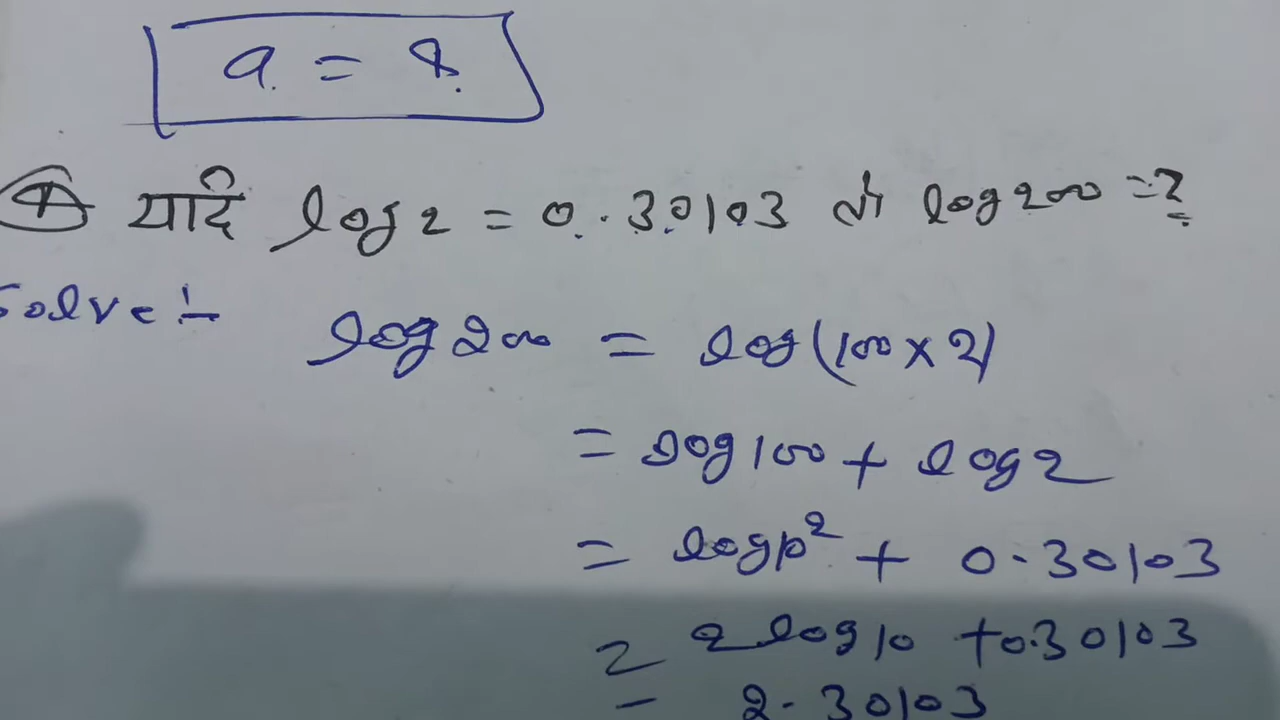 a = 8
यदि log 2 = 0.30103 तो log 200 = ?
Solve :-
log 200 = log (100 × 2)
= log 100 + log 2
= log 10² + 0.30103
= 2 log 10 + 0.30103
= 2.30103